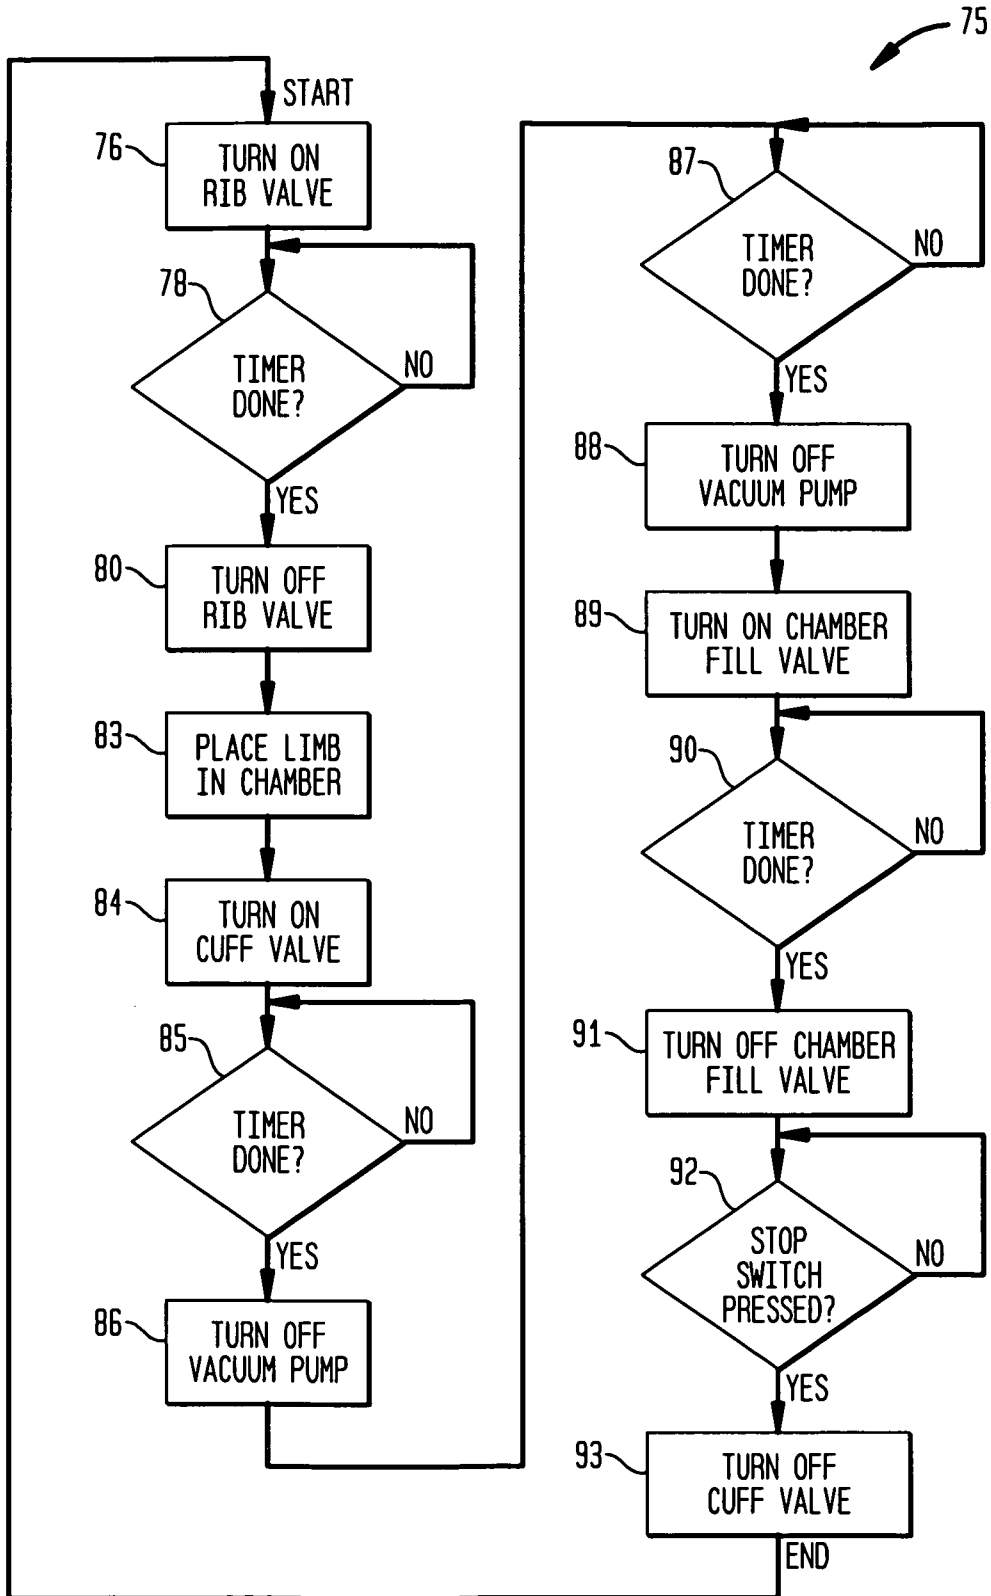 75
START
76
TURN ON
RIB VALVE
78
TIMER
DONE?
NO
YES
80
TURN OFF
RIB VALVE
83
PLACE LIMB
IN CHAMBER
84
TURN ON
CUFF VALVE
85
TIMER
DONE?
NO
YES
86
TURN OFF
VACUUM PUMP
87
TIMER
DONE?
NO
YES
88
TURN OFF
VACUUM PUMP
89
TURN ON CHAMBER
FILL VALVE
90
TIMER
DONE?
NO
YES
91
TURN OFF CHAMBER
FILL VALVE
92
STOP
SWITCH
PRESSED?
NO
YES
93
TURN OFF
CUFF VALVE
END